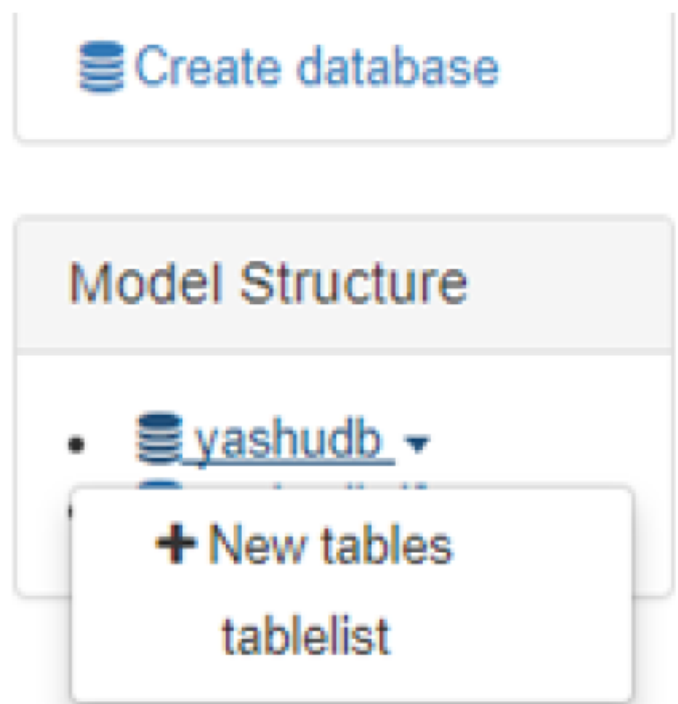 Create database
Model Structure
yashudb
New tables
tablelist